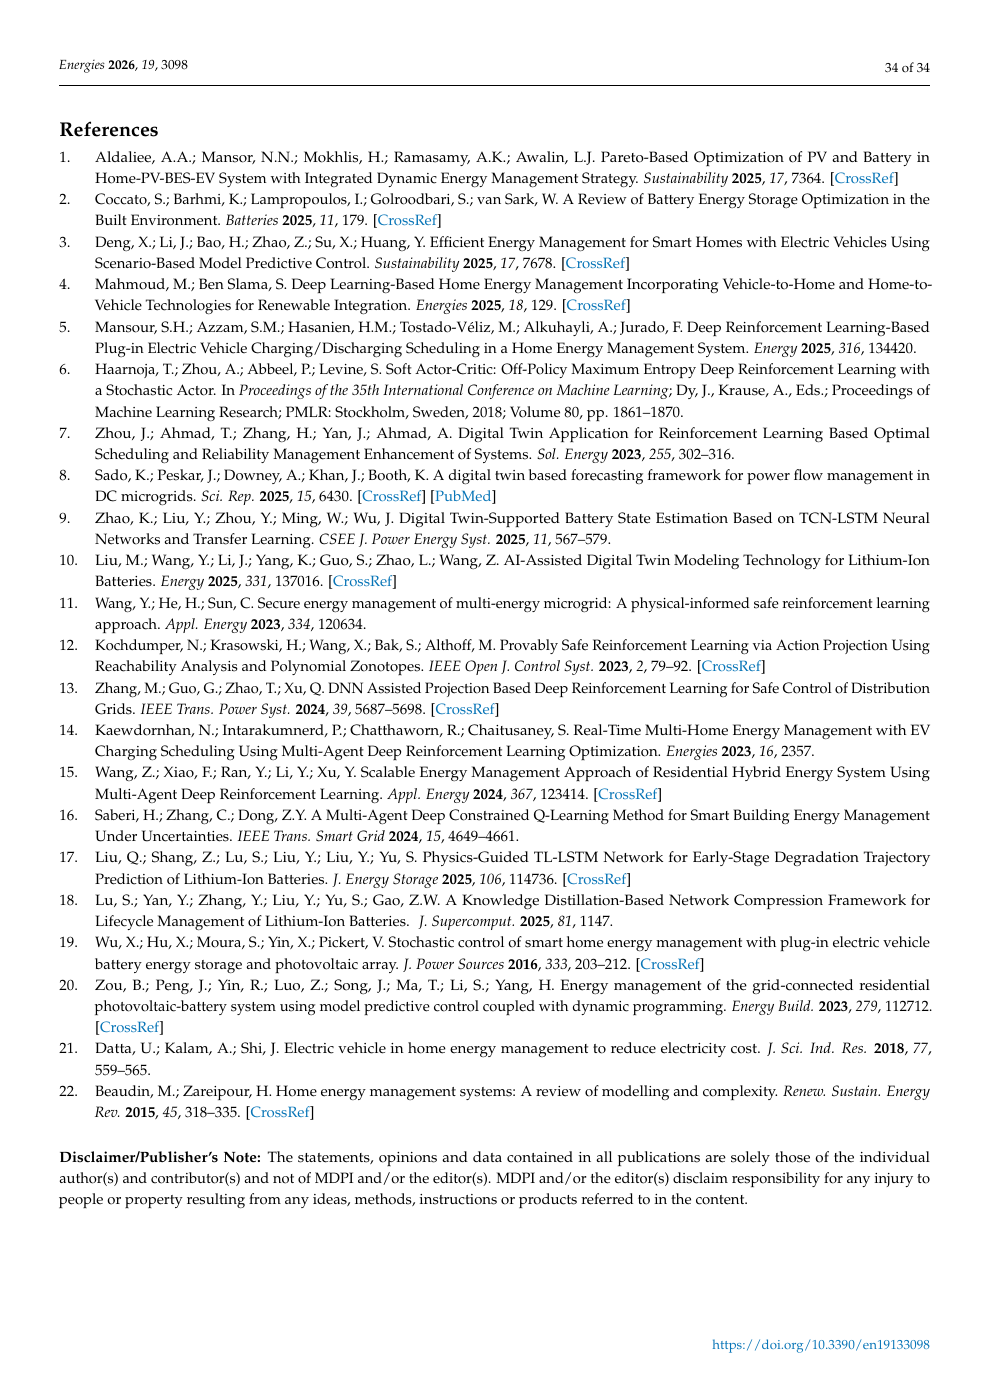 Energies 2026, 19, 3098
34 of 34
References
1. Aldaliee, A.A.; Mansor, N.N.; Mokhlis, H.; Ramasamy, A.K.; Awalin, L.J. Pareto-Based Optimization of PV and Battery in
Home-PV-BES-EV System with Integrated Dynamic Energy Management Strategy. Sustainability 2025, 17, 7364. [CrossRef]
2. Coccato, S.; Barhmi, K.; Lampropoulos, I.; Golroodbari, S.; van Sark, W. A Review of Battery Energy Storage Optimization in the
Built Environment. Batteries 2025, 11, 179. [CrossRef]
3. Deng, X.; Li, J.; Bao, H.; Zhao, Z.; Su, X.; Huang, Y. Efficient Energy Management for Smart Homes with Electric Vehicles Using
Scenario-Based Model Predictive Control. Sustainability 2025, 17, 7678. [CrossRef]
4. Mahmoud, M.; Ben Slama, S. Deep Learning-Based Home Energy Management Incorporating Vehicle-to-Home and Home-to-
Vehicle Technologies for Renewable Integration. Energies 2025, 18, 129. [CrossRef]
5. Mansour, S.H.; Azzam, S.M.; Hasanien, H.M.; Tostado-Véliz, M.; Alkuhayli, A.; Jurado, F. Deep Reinforcement Learning-Based
Plug-in Electric Vehicle Charging/Discharging Scheduling in a Home Energy Management System. Energy 2025, 316, 134420.
6. Haarnoja, T.; Zhou, A.; Abbeel, P.; Levine, S. Soft Actor-Critic: Off-Policy Maximum Entropy Deep Reinforcement Learning with
a Stochastic Actor. In Proceedings of the 35th International Conference on Machine Learning; Dy, J., Krause, A., Eds.; Proceedings of
Machine Learning Research; PMLR: Stockholm, Sweden, 2018; Volume 80, pp. 1861–1870.
7. Zhou, J.; Ahmad, T.; Zhang, H.; Yan, J.; Ahmad, A. Digital Twin Application for Reinforcement Learning Based Optimal
Scheduling and Reliability Management Enhancement of Systems. Sol. Energy 2023, 255, 302–316.
8. Sado, K.; Peskar, J.; Downey, A.; Khan, J.; Booth, K. A digital twin based forecasting framework for power flow management in
DC microgrids. Sci. Rep. 2025, 15, 6430. [CrossRef] [PubMed]
9. Zhao, K.; Liu, Y.; Zhou, Y.; Ming, W.; Wu, J. Digital Twin-Supported Battery State Estimation Based on TCN-LSTM Neural
Networks and Transfer Learning. CSEE J. Power Energy Syst. 2025, 11, 567–579.
10. Liu, M.; Wang, Y.; Li, J.; Yang, K.; Guo, S.; Zhao, L.; Wang, Z. AI-Assisted Digital Twin Modeling Technology for Lithium-Ion
Batteries. Energy 2025, 331, 137016. [CrossRef]
11. Wang, Y.; He, H.; Sun, C. Secure energy management of multi-energy microgrid: A physical-informed safe reinforcement learning
approach. Appl. Energy 2023, 334, 120634.
12. Kochdumper, N.; Krasowski, H.; Wang, X.; Bak, S.; Althoff, M. Provably Safe Reinforcement Learning via Action Projection Using
Reachability Analysis and Polynomial Zonotopes. IEEE Open J. Control Syst. 2023, 2, 79–92. [CrossRef]
13. Zhang, M.; Guo, G.; Zhao, T.; Xu, Q. DNN Assisted Projection Based Deep Reinforcement Learning for Safe Control of Distribution
Grids. IEEE Trans. Power Syst. 2024, 39, 5687–5698. [CrossRef]
14. Kaewdornhan, N.; Intarakumnerd, P.; Chatthaworn, R.; Chaitusaney, S. Real-Time Multi-Home Energy Management with EV
Charging Scheduling Using Multi-Agent Deep Reinforcement Learning Optimization. Energies 2023, 16, 2357.
15. Wang, Z.; Xiao, F.; Ran, Y.; Li, Y.; Xu, Y. Scalable Energy Management Approach of Residential Hybrid Energy System Using
Multi-Agent Deep Reinforcement Learning. Appl. Energy 2024, 367, 123414. [CrossRef]
16. Saberi, H.; Zhang, C.; Dong, Z.Y. A Multi-Agent Deep Constrained Q-Learning Method for Smart Building Energy Management
Under Uncertainties. IEEE Trans. Smart Grid 2024, 15, 4649–4661.
17. Liu, Q.; Shang, Z.; Lu, S.; Liu, Y.; Liu, Y.; Yu, S. Physics-Guided TL-LSTM Network for Early-Stage Degradation Trajectory
Prediction of Lithium-Ion Batteries. J. Energy Storage 2025, 106, 114736. [CrossRef]
18. Lu, S.; Yan, Y.; Zhang, Y.; Liu, Y.; Yu, S.; Gao, Z.W. A Knowledge Distillation-Based Network Compression Framework for
Lifecycle Management of Lithium-Ion Batteries. J. Supercomput. 2025, 81, 1147.
19. Wu, X.; Hu, X.; Moura, S.; Yin, X.; Pickert, V. Stochastic control of smart home energy management with plug-in electric vehicle
battery energy storage and photovoltaic array. J. Power Sources 2016, 333, 203–212. [CrossRef]
20. Zou, B.; Peng, J.; Yin, R.; Luo, Z.; Song, J.; Ma, T.; Li, S.; Yang, H. Energy management of the grid-connected residential
photovoltaic-battery system using model predictive control coupled with dynamic programming. Energy Build. 2023, 279, 112712.
[CrossRef]
21. Datta, U.; Kalam, A.; Shi, J. Electric vehicle in home energy management to reduce electricity cost. J. Sci. Ind. Res. 2018, 77,
559–565.
22. Beaudin, M.; Zareipour, H. Home energy management systems: A review of modelling and complexity. Renew. Sustain. Energy
Rev. 2015, 45, 318–335. [CrossRef]
Disclaimer/Publisher's Note: The statements, opinions and data contained in all publications are solely those of the individual
author(s) and contributor(s) and not of MDPI and/or the editor(s). MDPI and/or the editor(s) disclaim responsibility for any injury to
people or property resulting from any ideas, methods, instructions or products referred to in the content.
https://doi.org/10.3390/en19133098